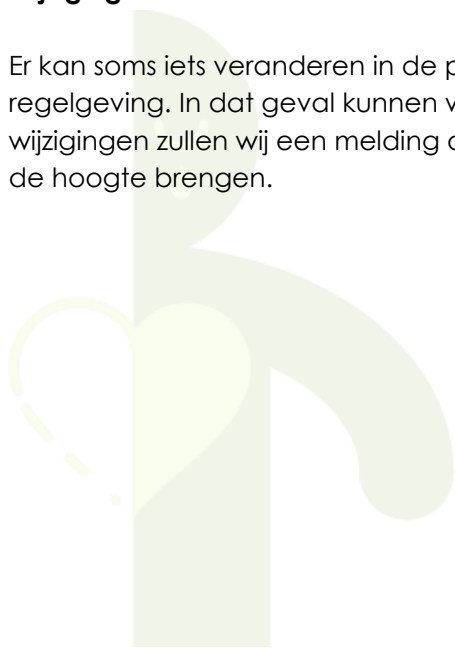 Er kan soms iets veranderen in de
regelgeving. In dat geval kunnen
wijzigingen zullen wij een melding
de hoogte brengen.